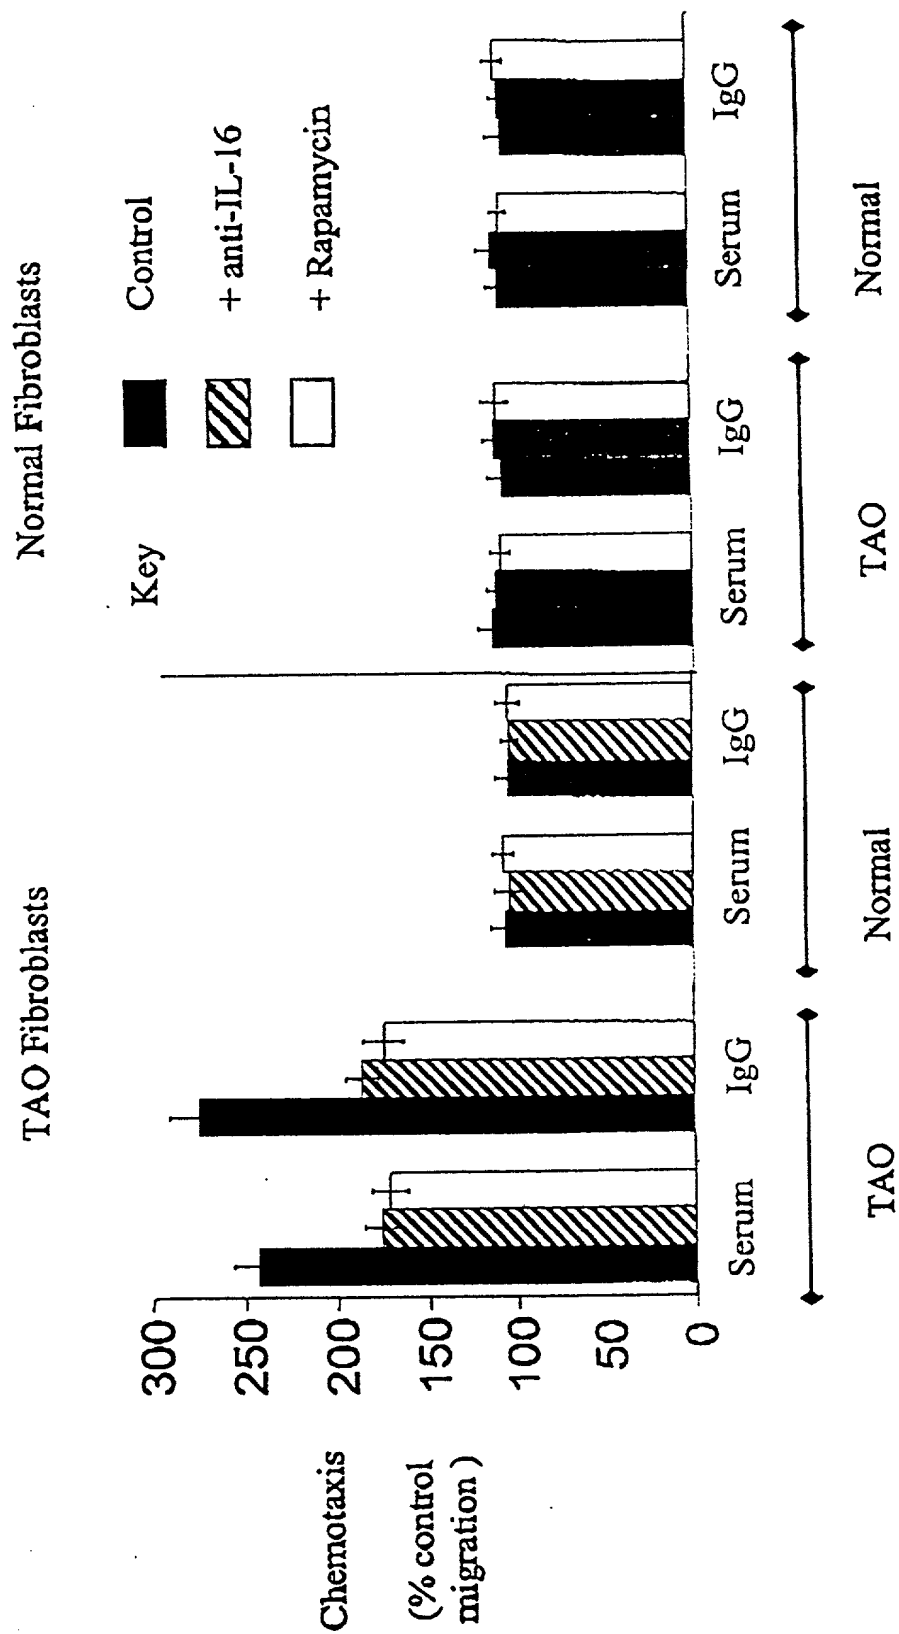 TAO Fibroblasts
Normal Fibroblasts
Key
Control
+ anti-IL-16
+ Rapamycin
Chemotaxis
(% control
migration )
300
250
200
150
100
50
0
Serum IgG Serum IgG Serum IgG Serum IgG
TAO Normal TAO Normal